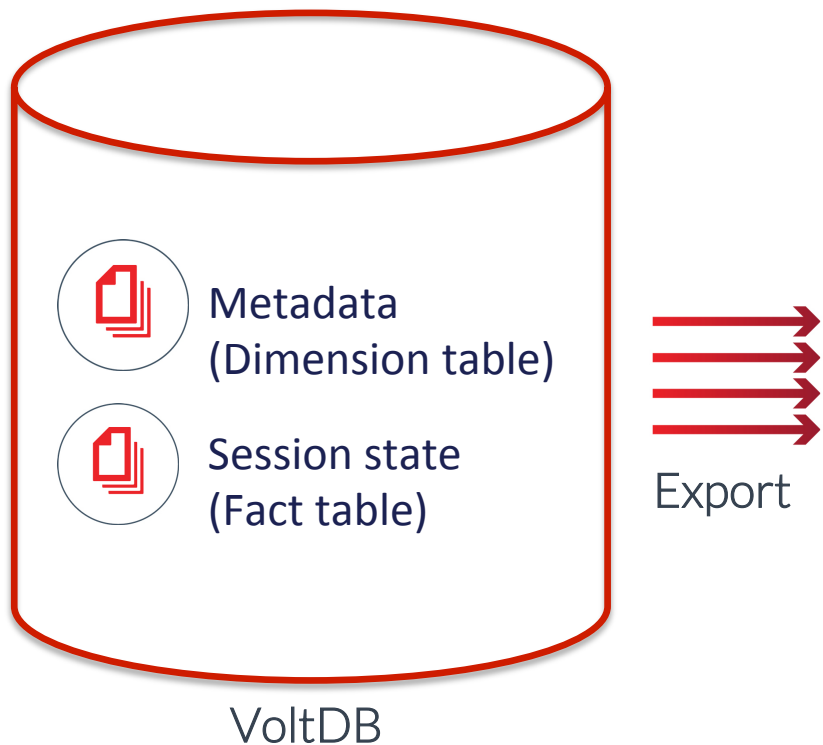 Metadata
(Dimension table)
Session state
(Fact table)
Export
VoltDB